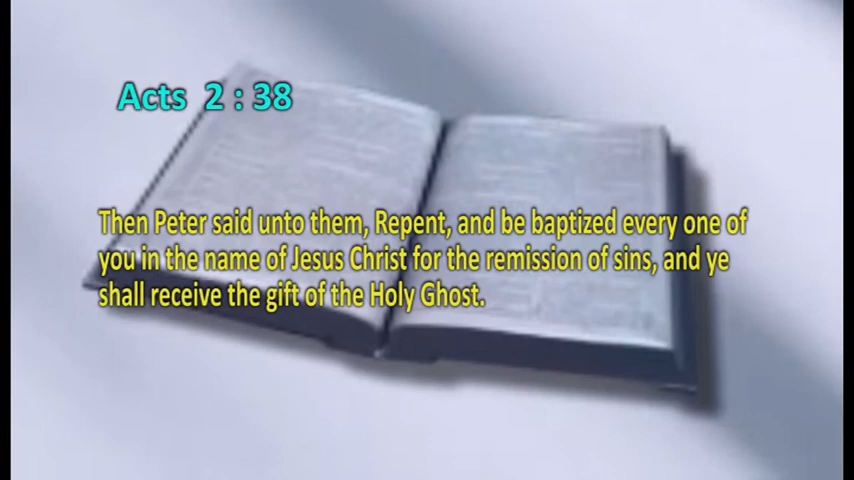 Acts 2 : 38
Then Peter said unto them, Repent, and be baptized every one of
you in the name of Jesus Christ for the remission of sins, and ye
shall receive the gift of the Holy Ghost.